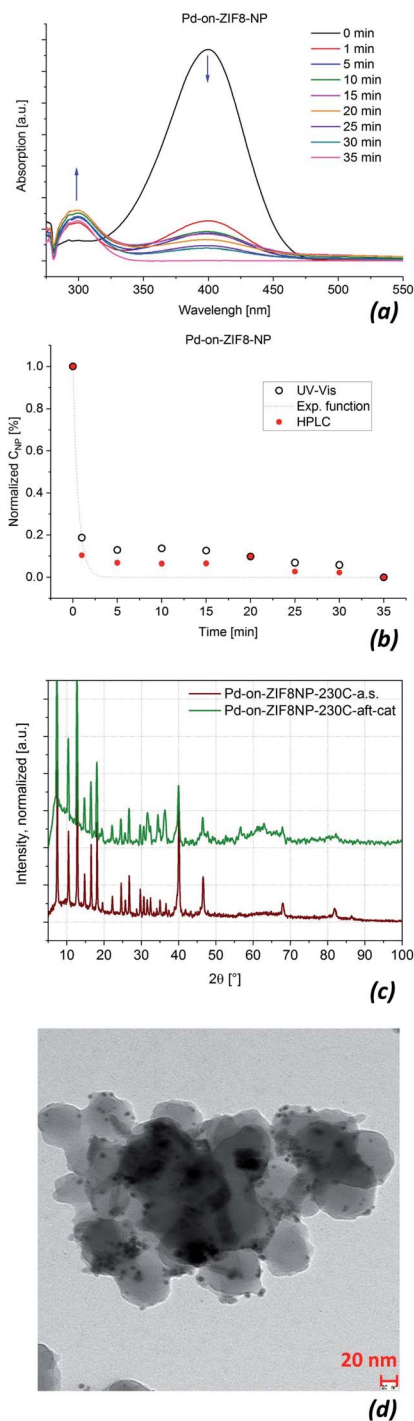 Pd-on-ZIF8-NP
Absorption [a.u.]
0 min
1 min
5 min
10 min
15 min
20 min
25 min
30 min
35 min
300 350 400 450 500 550
Wavelengh [nm]
(a)
Pd-on-ZIF8-NP
Normalized C_NP [%]
1.0
0.8
0.6
0.4
0.2
0.0
UV-Vis
Exp. function
HPLC
0 5 10 15 20 25 30 35
Time [min]
(b)
Intensity, normalized [a.u.]
Pd-on-ZIF8NP-230C-a.s.
Pd-on-ZIF8NP-230C-aft-cat
10 20 30 40 50 60 70 80 90 100
2θ [°]
(c)
20 nm
(d)